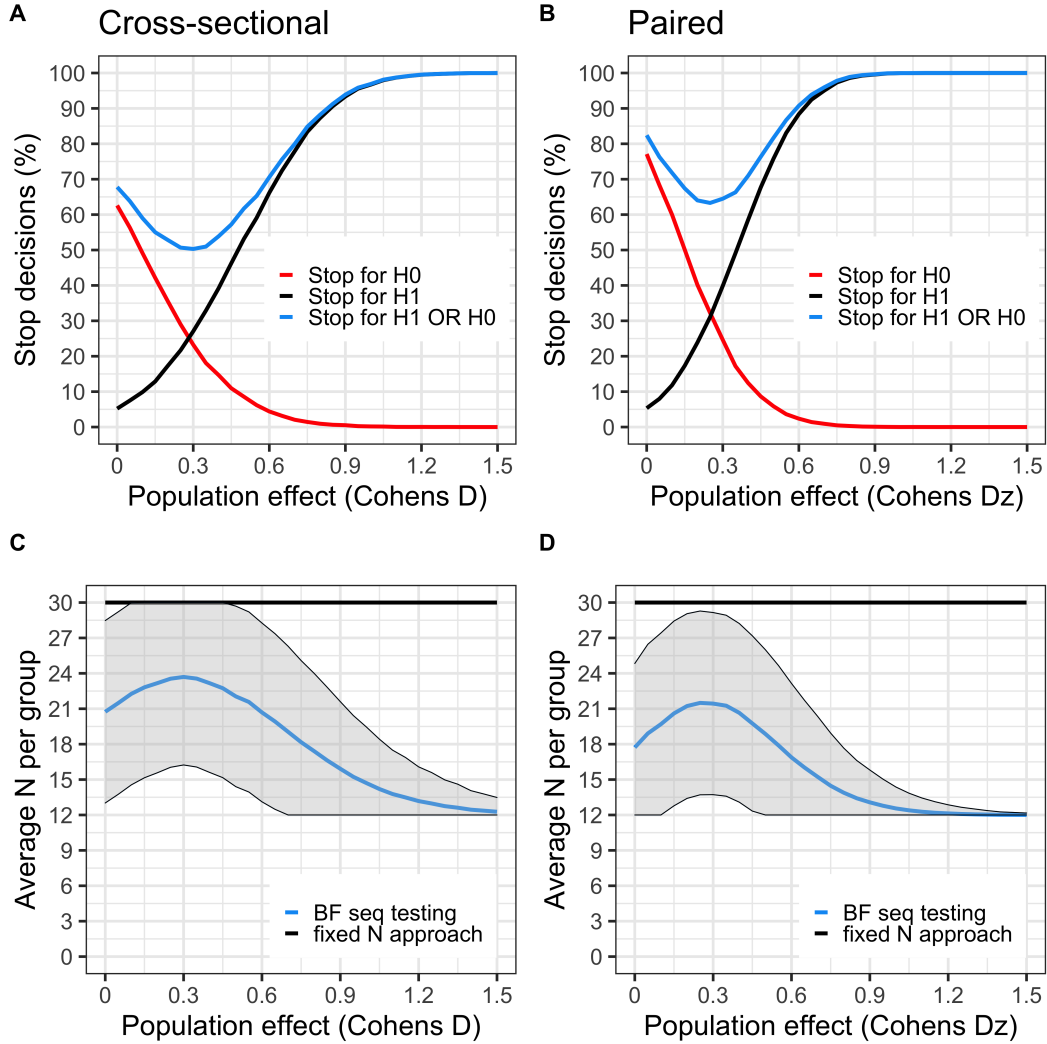 A
Cross-sectional
Stop decisions (%)
100
90
80
70
60
50
40
30
20
10
0
Stop for H0
Stop for H1
Stop for H1 OR H0
0 0.3 0.6 0.9 1.2 1.5
Population effect (Cohens D)
B
Paired
Stop decisions (%)
100
90
80
70
60
50
40
30
20
10
0
Stop for H0
Stop for H1
Stop for H1 OR H0
0 0.3 0.6 0.9 1.2 1.5
Population effect (Cohens Dz)
C
Average N per group
30
27
24
21
18
15
12
9
6
3
0
BF seq testing
fixed N approach
0 0.3 0.6 0.9 1.2 1.5
Population effect (Cohens D)
D
Average N per group
30
27
24
21
18
15
12
9
6
3
0
BF seq testing
fixed N approach
0 0.3 0.6 0.9 1.2 1.5
Population effect (Cohens Dz)